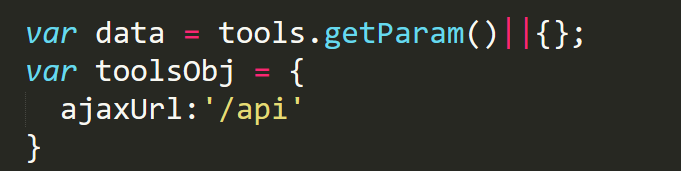 var data = tools.getParam()||{};
var toolsObj = {
  ajaxUrl:'/api'
}